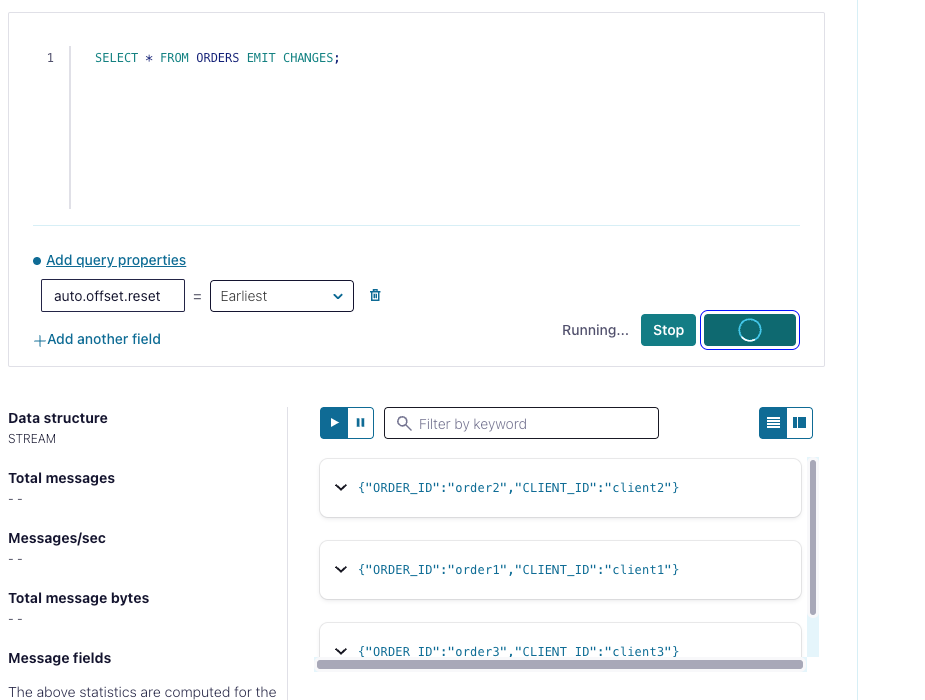 1 SELECT * FROM ORDERS EMIT CHANGES;
Add query properties
auto.offset.reset = Earliest
+Add another field
Running... Stop
Data structure
STREAM
Total messages
- -
Messages/sec
- -
Total message bytes
- -
Message fields
The above statistics are computed for the
Filter by keyword
{"ORDER_ID":"order2","CLIENT_ID":"client2"}
{"ORDER_ID":"order1","CLIENT_ID":"client1"}
{"ORDER_ID":"order3","CLIENT_ID":"client3"}